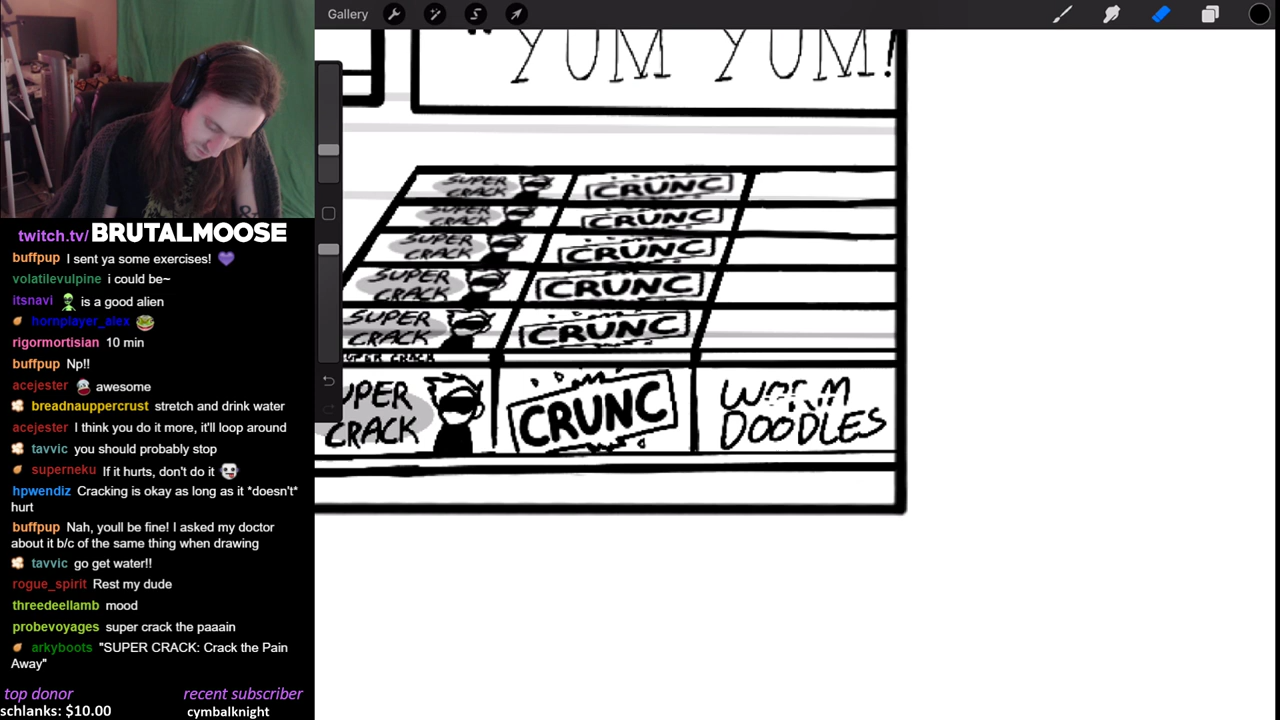 Gallery
YUM YUM!
SUPER CRACK
CRUNC
SUPER CRACK
CRUNC
SUPER CRACK
CRUNC
SUPER CRACK
CRUNC
SUPER CRACK
CRUNC
SUPER CRACK
UPER CRACK
CRUNC
WORM DOODLES
twitch.tv/BRUTALMOOSE
buffpup I sent ya some exercises!
volatilevulpine i could be~
itsnavi is a good alien
hornplayer_alex
rigormortisian 10 min
buffpup Np!!
acejester awesome
breadnauppercrust stretch and drink water
acejester I think you do it more, it'll loop around
tavvic you should probably stop
superneku If it hurts, don't do it
hpwendiz Cracking is okay as long as it *doesn't*
hurt
buffpup Nah, youll be fine! I asked my doctor
about it b/c of the same thing when drawing
tavvic go get water!!
rogue_spirit Rest my dude
threedeellamb mood
probevoyages super crack the paaain
arkyboots "SUPER CRACK: Crack the Pain
Away"
top donor
schlanks: $10.00
recent subscriber
cymbalknight